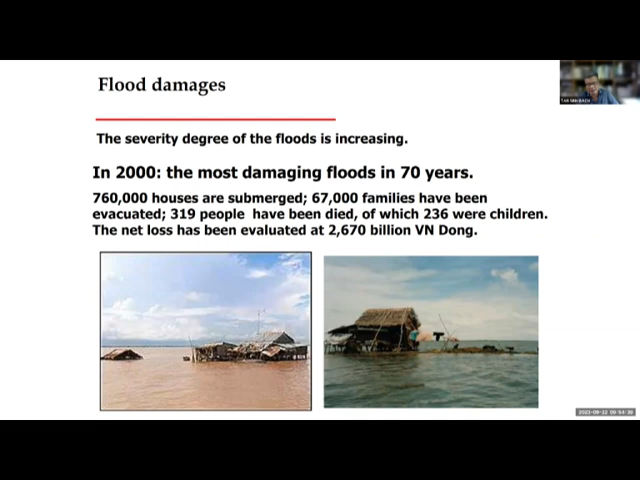 Flood damages
The severity degree of the floods is increasing.
In 2000: the most damaging floods in 70 years.
760,000 houses are submerged; 67,000 families have been
evacuated; 319 people have been died, of which 236 were children.
The net loss has been evaluated at 2,670 billion VN Dong.